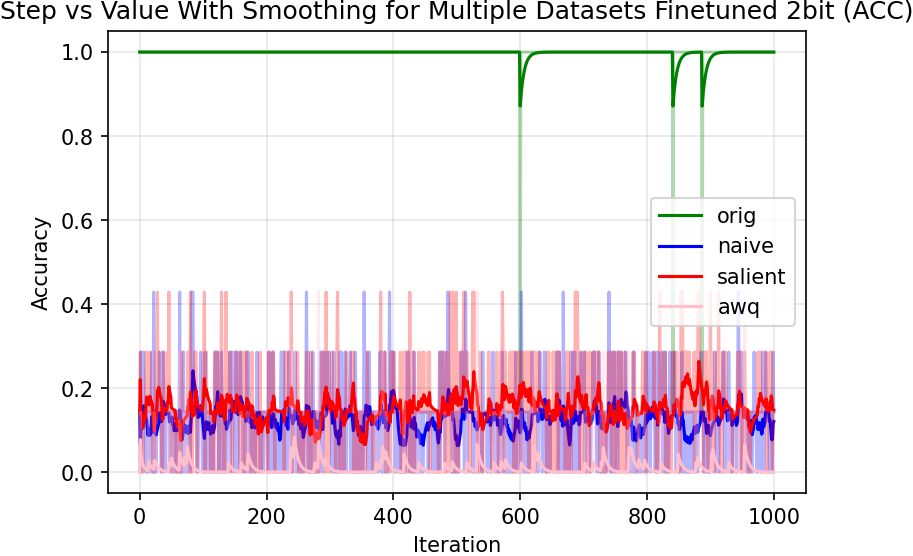 Step vs Value With Smoothing for Multiple Datasets Finetuned 2bit (ACC)
Accuracy
1.0
0.8
0.6
0.4
0.2
0.0
orig
naive
salient
awq
0 200 400 600 800 1000
Iteration